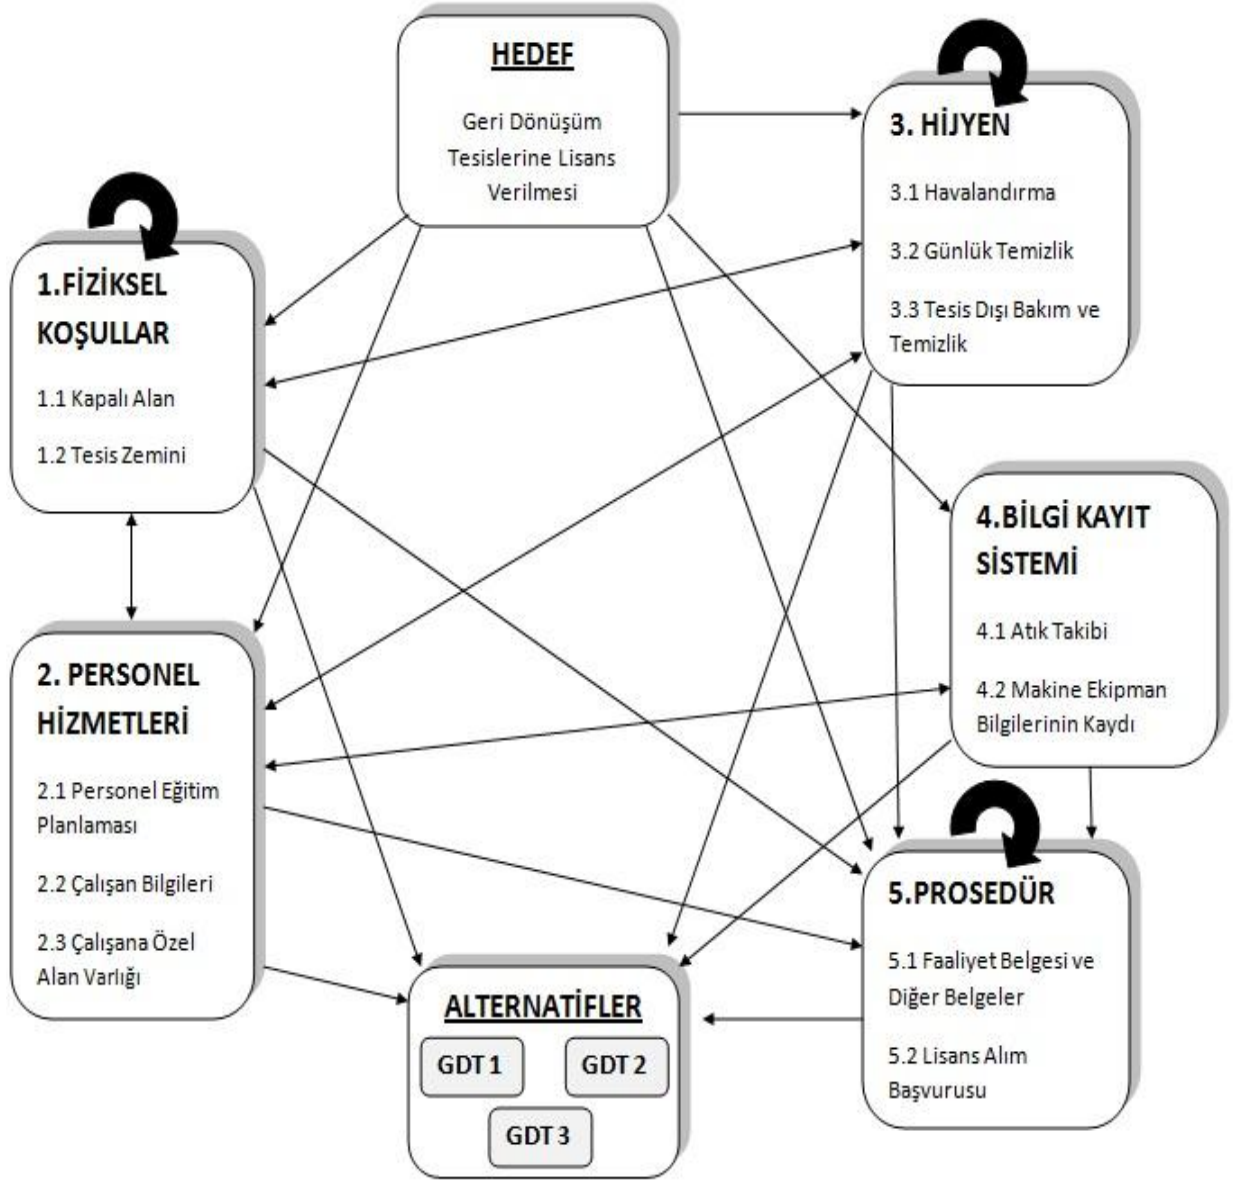 HEDEF
Geri Dönüşüm
Tesislerine Lisans
Verilmesi
3. HİJYEN
3.1 Havalandırma
3.2 Günlük Temizlik
3.3 Tesis Dışı Bakım ve
Temizlik
1.FİZİKSEL
KOŞULLAR
1.1 Kapalı Alan
1.2 Tesis Zemini
4.BİLGİ KAYIT
SİSTEMİ
4.1 Atık Takibi
4.2 Makine Ekipman
Bilgilerinin Kaydı
2. PERSONEL
HİZMETLERİ
2.1 Personel Eğitim
Planlaması
2.2 Çalışan Bilgileri
2.3 Çalışana Özel
Alan Varlığı
5.PROSEDÜR
5.1 Faaliyet Belgesi ve
Diğer Belgeler
5.2 Lisans Alım
Başvurusu
ALTERNATİFLER
GDT 1
GDT 2
GDT 3